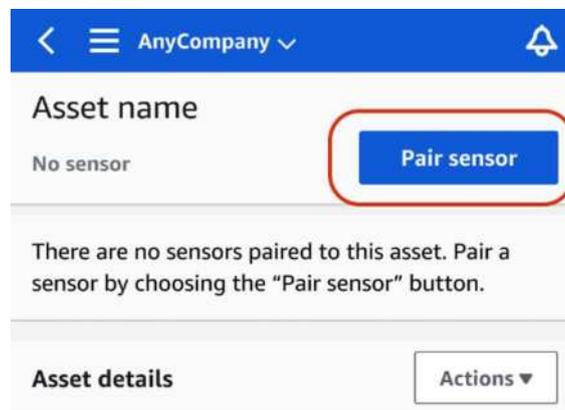 AnyCompany
Asset name
No sensor
Pair sensor
There are no sensors paired to this asset. Pair a
sensor by choosing the “Pair sensor” button.
Asset details
Actions